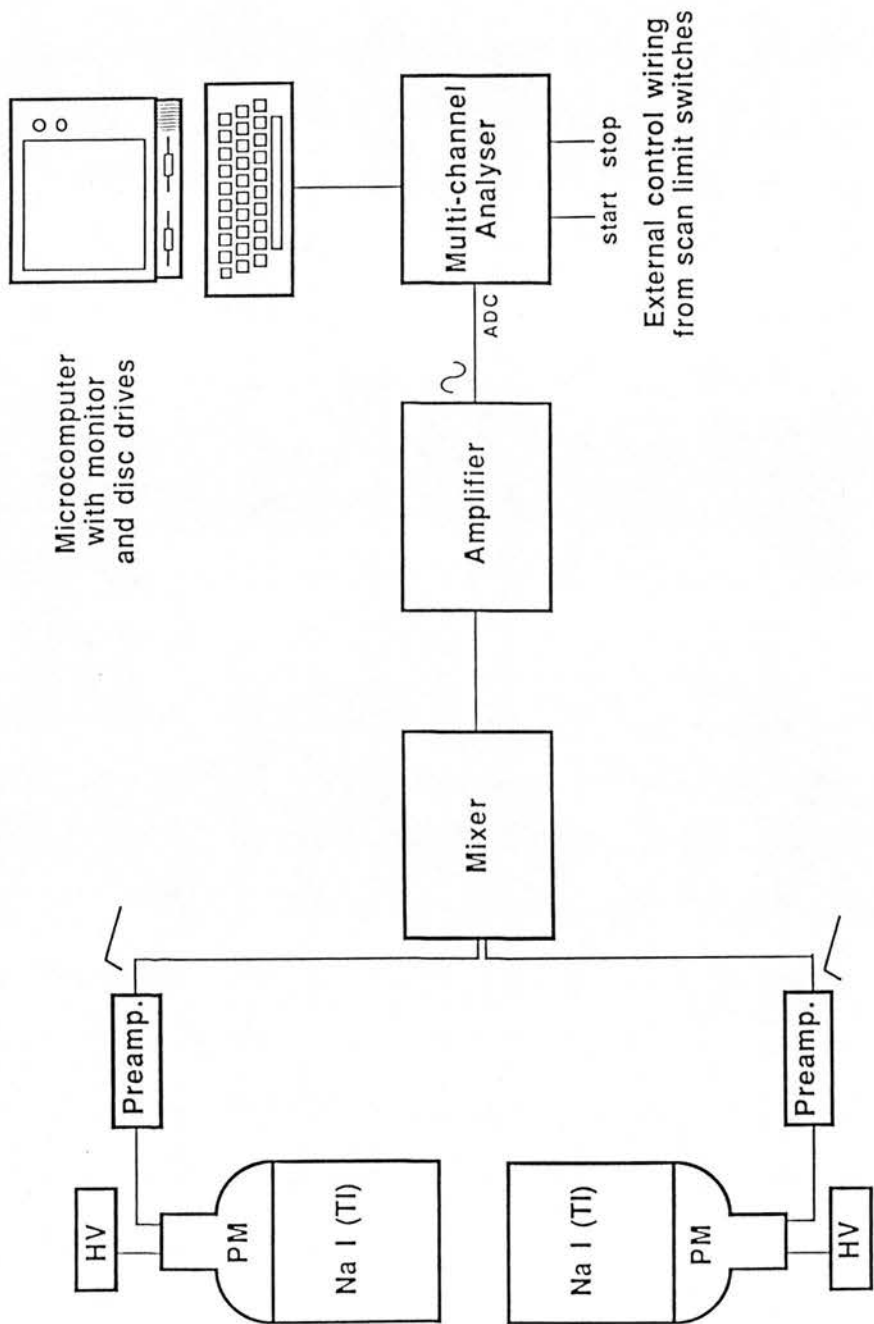 HV
PM
Na I (Tl)
Preamp.
Na I (Tl)
PM
HV
Preamp.
Mixer
Amplifier
ADC
Multi-channel
Analyser
start
stop
External control wiring
from scan limit switches
Microcomputer
with monitor
and disc drives